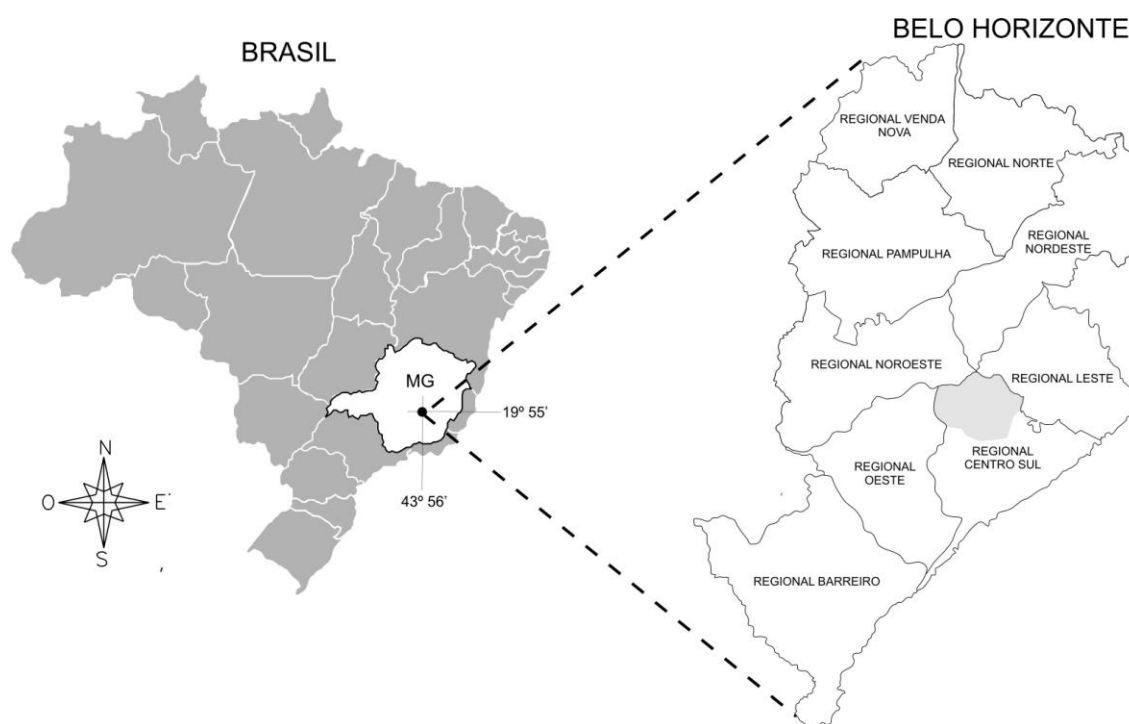 BRASIL
MG
19º 55’
43º 56’
N
O
E
S
BELO HORIZONTE
REGIONAL VENDA
NOVA
REGIONAL NORTE
REGIONAL
NORDESTE
REGIONAL PAMPULHA
REGIONAL NOROESTE
REGIONAL LESTE
REGIONAL
CENTRO SUL
REGIONAL
OESTE
REGIONAL BARREIRO